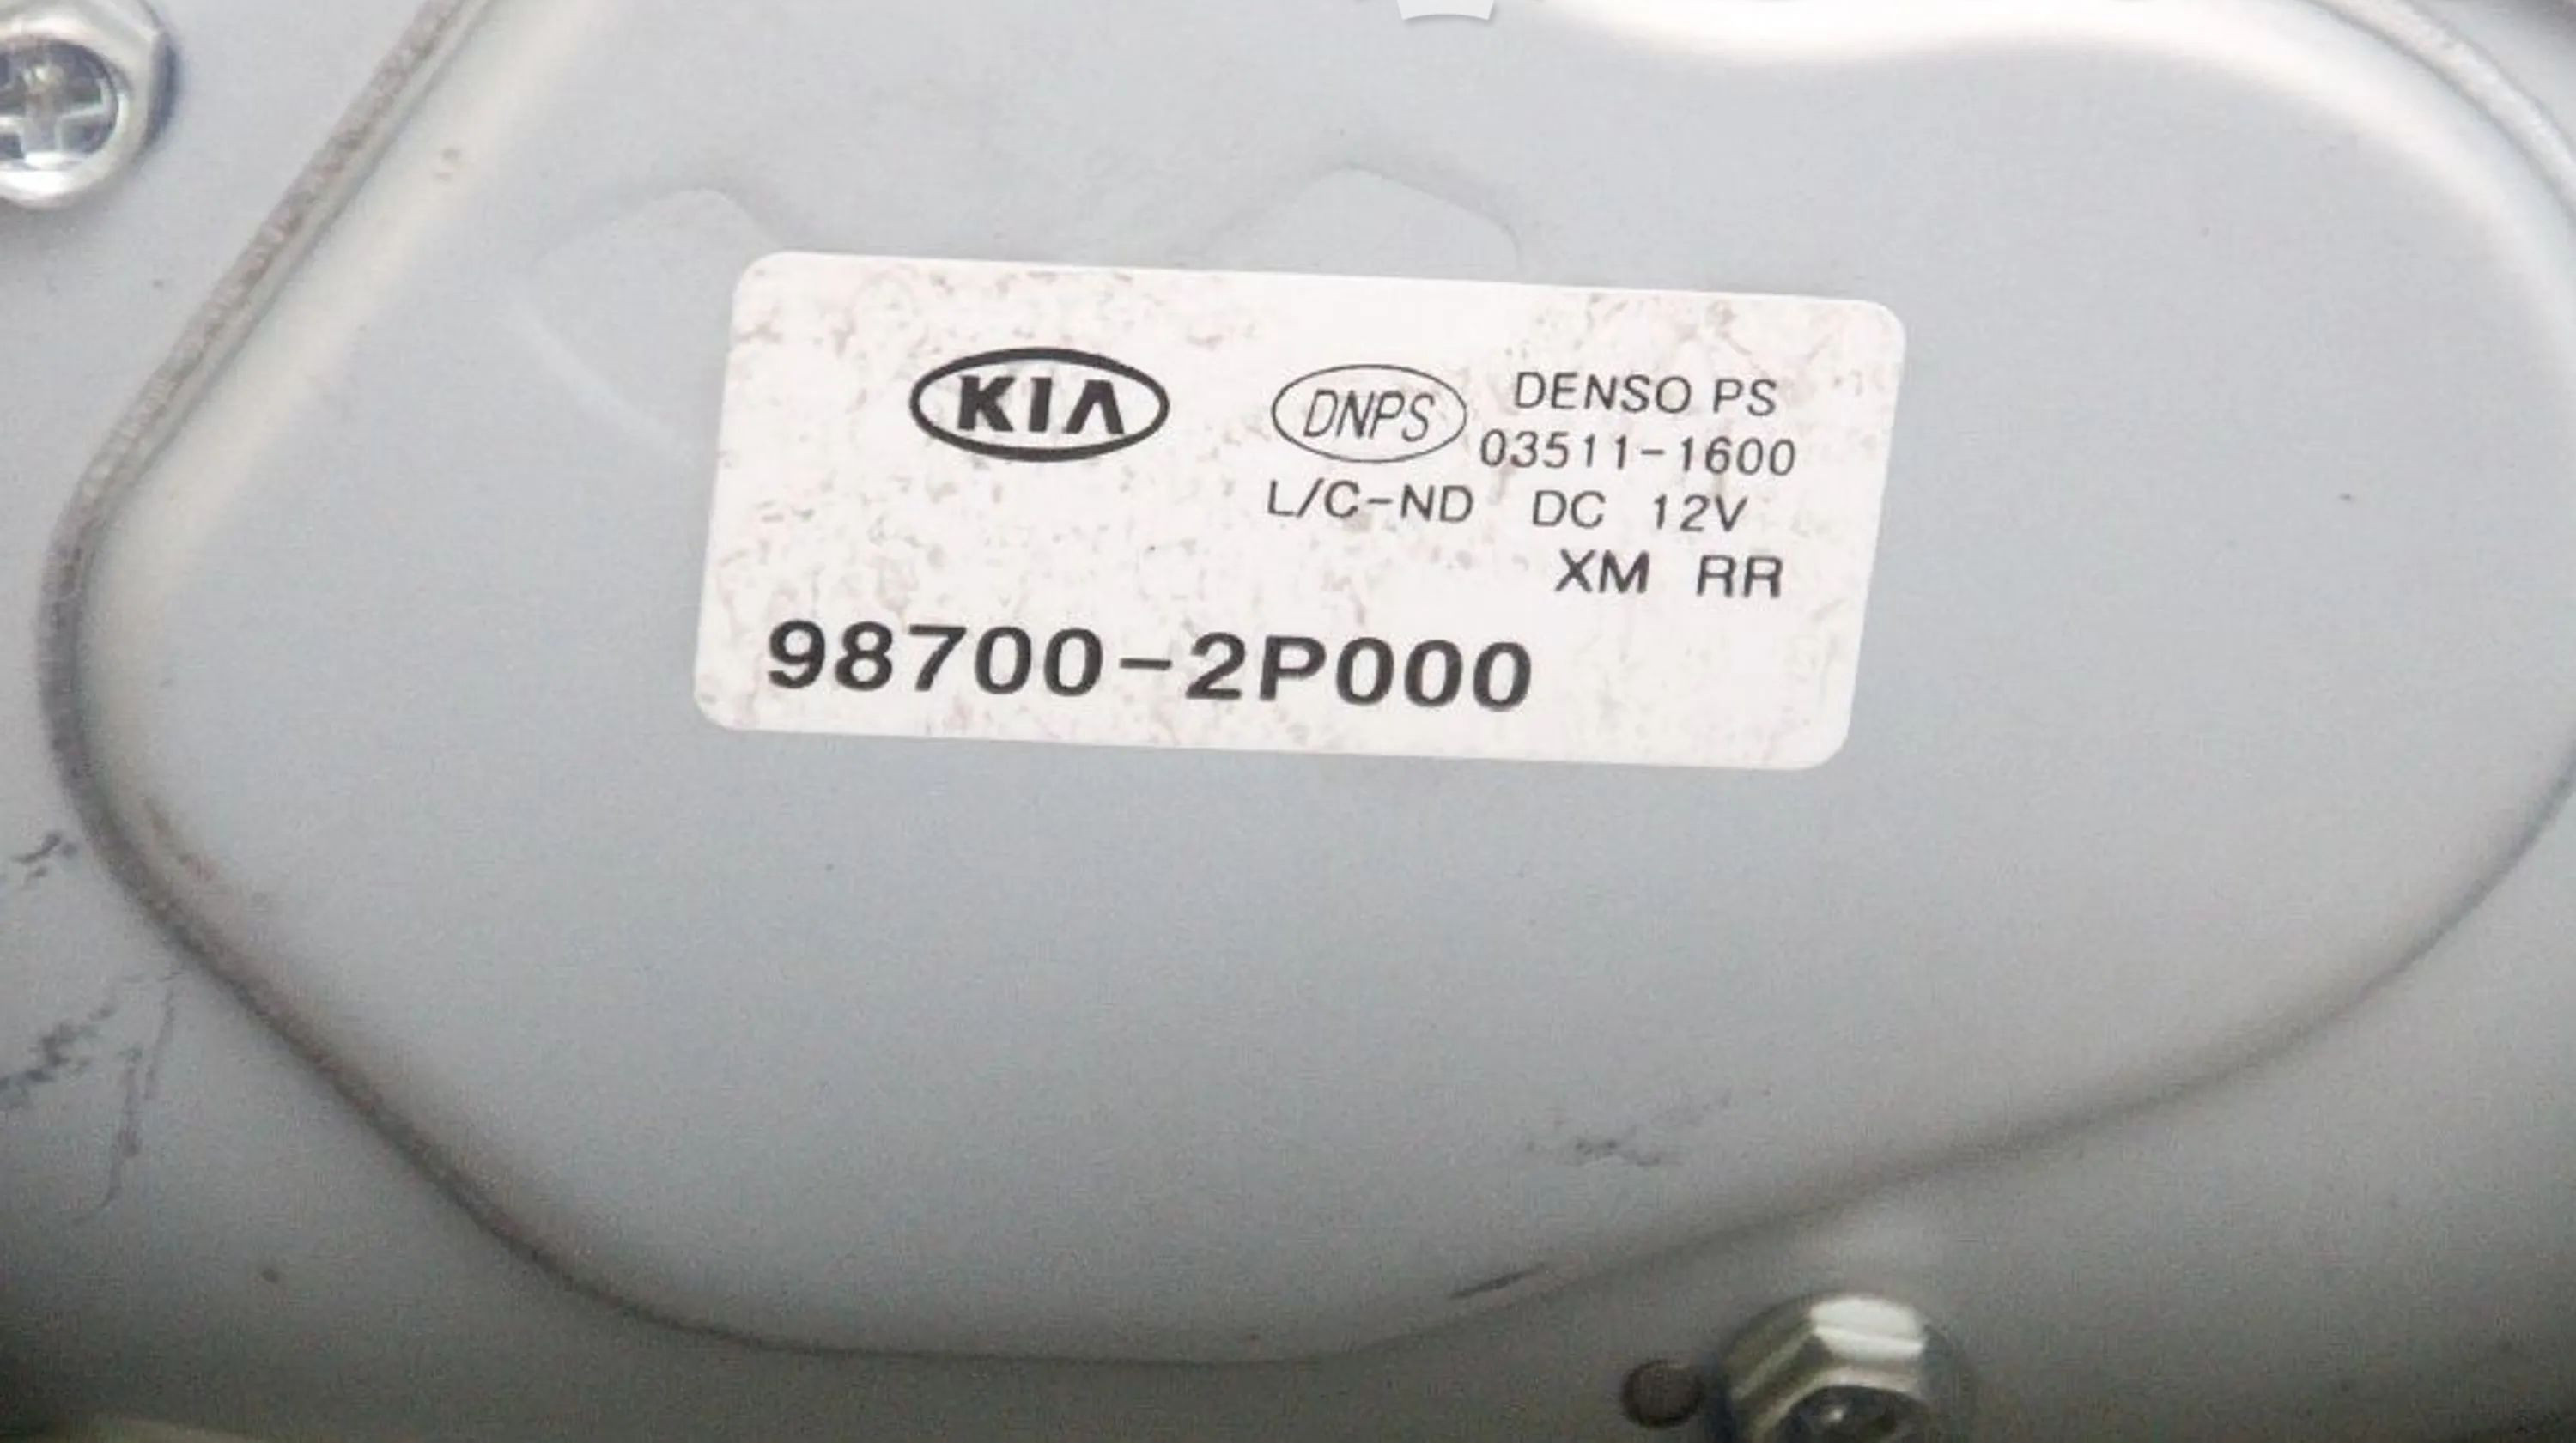 KIA
DNPS
DENSO PS
03511-1600
L/C-ND DC 12V
XM RR
98700-2P000